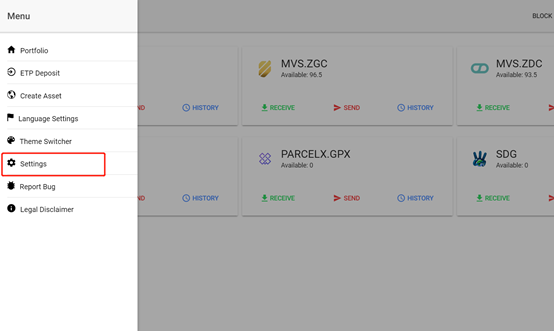 Menu
BLOCK
Portfolio
ETP Deposit
Create Asset
Language Settings
Theme Switcher
Settings
Report Bug
Legal Disclaimer
MVS.ZGC
Available: 96.5
MVS.ZDC
Available: 93.5
ND
HISTORY
RECEIVE
SEND
HISTORY
RECEIVE
SEN
PARCELX.GPX
Available: 0
SDG
Available: 0
ND
HISTORY
RECEIVE
SEND
HISTORY
RECEIVE
SEN